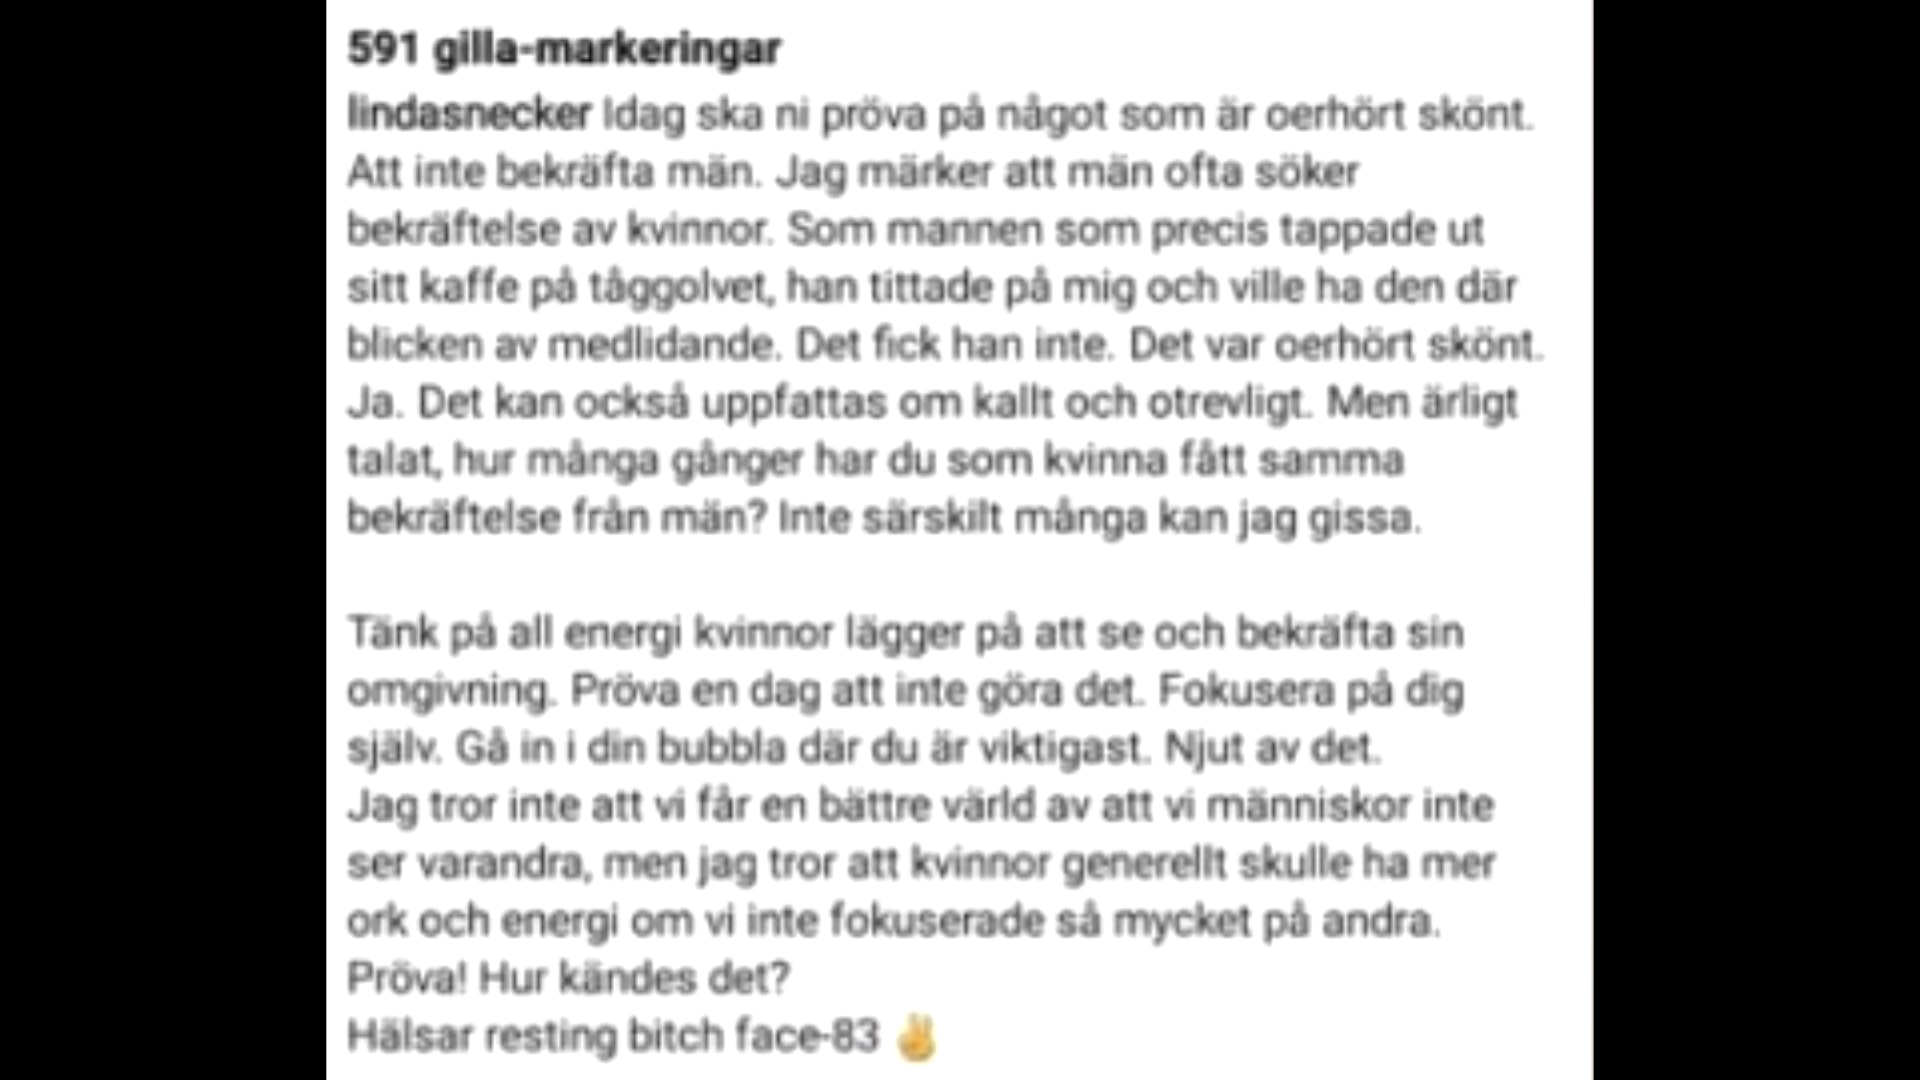 591 gilla-markeringar
lindasnecker Idag ska ni pröva på något som är oerhört skönt.
Att inte bekräfta män. Jag märker att män ofta söker
bekräftelse av kvinnor. Som mannen som precis tappade ut
sitt kaffe på tåggolvet, han tittade på mig och ville ha den där
blicken av medlidande. Det fick han inte. Det var oerhört skönt.
Ja. Det kan också uppfattas om kallt och otrevligt. Men ärligt
talat, hur många gånger har du som kvinna fått samma
bekräftelse från män? Inte särskilt många kan jag gissa.
Tänk på all energi kvinnor lägger på att se och bekräfta sin
omgivning. Pröva en dag att inte göra det. Fokusera på dig
själv. Gå in i din bubbla där du är viktigast. Njut av det.
Jag tror inte att vi får en bättre värld av att vi människor inte
ser varandra, men jag tror att kvinnor generellt skulle ha mer
ork och energi om vi inte fokuserade så mycket på andra.
Pröva! Hur kändes det?
Hälsar resting bitch face-83 ✌️